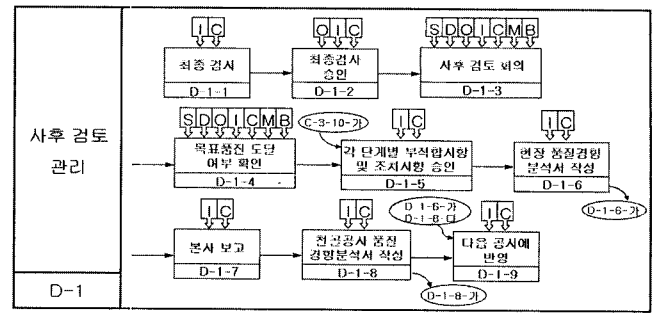 I C
O I C
S D O I C M B
최종 검사
최종검사
승인
사후 검토 회의
D-1-1
D-1-2
D-1-3
S D O I C M B
C-3-10-가
I C
I C
사후 검토
관리
목표품질 도달
여부 확인
각 단계별 부적합사항
및 조치사항 승인
현장 품질경향
분석서 작성
D-1-4
D-1-5
D-1-6
D-1-6-가
I C
I C
D-1-6-가
I C
본사 보고
철골공사 품질
경향분석서 작성
다음 공사에
반영
D-1-7
D-1-8
D-1-9
D-1-8-가
D-1